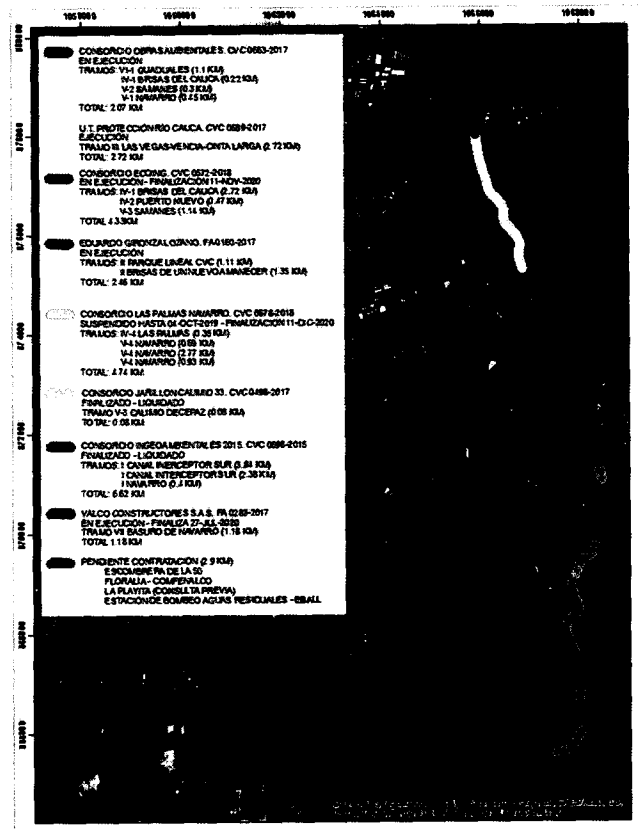 CONSORCIO OBRAS AMBIENTALES. CVC 0563-2017
EN EJECUCIÓN
TRAMOS: VI-1 GUADUALES (1.1 KM)
IV-1 BRISAS DEL CAUCA (0.22 KM)
V-2 SAMANES (0.3 KM)
V-1 NAVARRO (0.45 KM)
TOTAL: 2.07 KM
U.T. PROTECCIÓN RÍO CAUCA. CVC 0589-2017
EJECUCIÓN
TRAMO III LAS VEGAS-VENECIA-CINTA LARGA (2.72 KM)
TOTAL: 2.72 KM
CONSORCIO ECOING. CVC 0572-2018
EN EJECUCIÓN - FINALIZACIÓN 11-NOV-2020
TRAMOS: IV-1 BRISAS DEL CAUCA (2.72 KM)
IV-2 PUERTO NUEVO (0.47 KM)
V-3 SAMANES (1.14 KM)
TOTAL 4.33KM
EDUARDO GIRONZA LOZANO. FA-0160-2017
EN EJECUCIÓN
TRAMOS: II PARQUE LINEAL CVC (1.11 KM)
II BRISAS DE UN NUEVO AMANECER (1.35 KM)
TOTAL: 2.46 KM
CONSORCIO LAS PALMAS NAVARRO. CVC 0578-2018
SUSPENDIDO HASTA 04-OCT-2019 - FINALIZACIÓN 11-DIC-2020
TRAMOS: IV-4 LAS PALMAS (0.35 KM)
V-4 NAVARRO (0.69 KM)
V-4 NAVARRO (2.77 KM)
V-4 NAVARRO (0.93 KM)
TOTAL: 4.74 KM
CONSORCIO JARILLON CALIMIO 33. CVC 0496-2017
FINALIZADO - LIQUIDADO
TRAMO V-3 CALIMIO DECEPAZ (0.08 KM)
TOTAL: 0.08 KM
CONSORCIO INGEOAMBIENTALES 2015. CVC 0696-2015
FINALIZADO - LIQUIDADO
TRAMOS: I CANAL INERCEPTOR SUR (3.84 KM)
I CANAL INTERCEPTOR SUR (2.38 KM)
I NAVARRO (0.4 KM)
TOTAL: 6.62 KM
VALCO CONSTRUCTORES S.A.S. FA 0282-2017
EN EJECUCIÓN - FINALIZA 27-JUL-2020
TRAMO VII BASURO DE NAVARRO (1.18 KM)
TOTAL 1.18 KM
PENDIENTE CONTRATACIÓN (2.9 KM)
ESCOMBRERA DE LA 50
FLORALIA - COMFENALCO
LA PLAYITA (CONSULTA PREVIA)
ESTACIÓN DE BOMBEO AGUAS RESIDUALES - EBALL